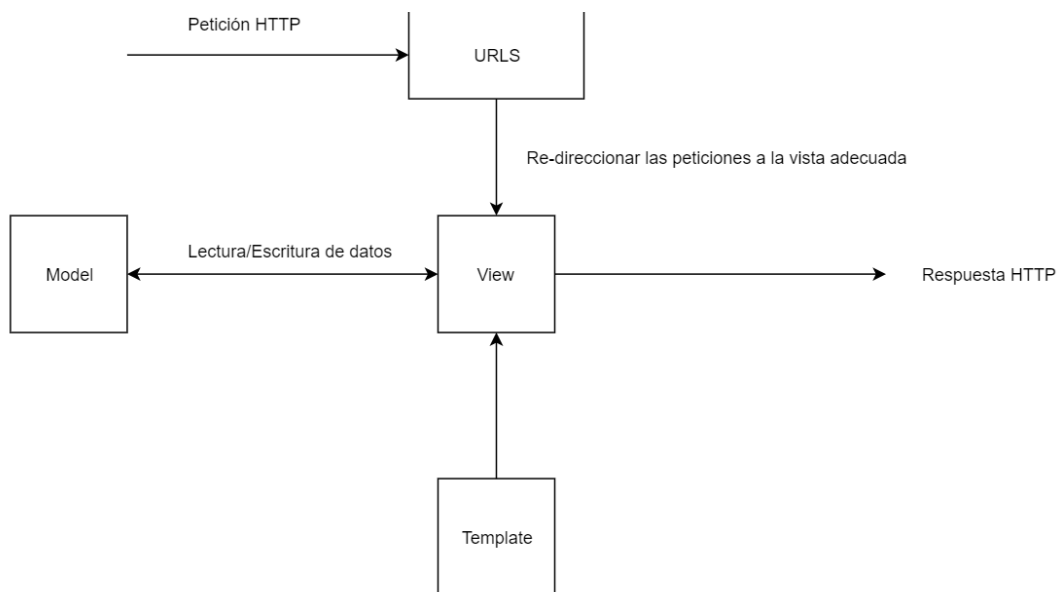 Petición HTTP
URLS
Re-direccionar las peticiones a la vista adecuada
Lectura/Escritura de datos
Model
View
Respuesta HTTP
Template